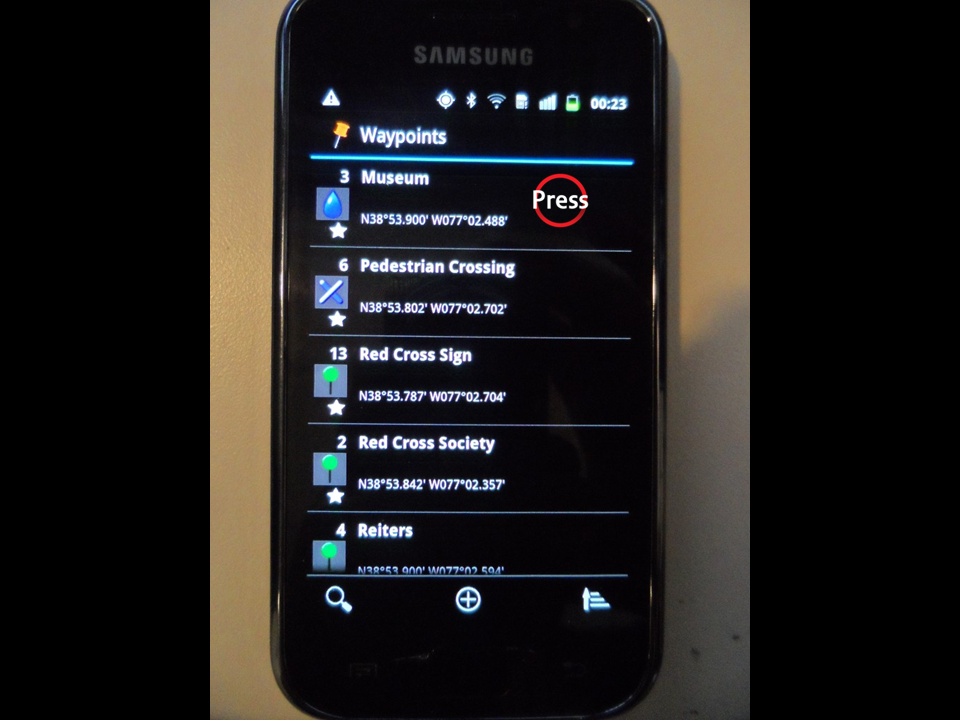 SAMSUNG
00:23
Waypoints
3 Museum
Press
N38°53.900' W077°02.488'
6 Pedestrian Crossing
N38°53.802' W077°02.702'
13 Red Cross Sign
N38°53.787' W077°02.704'
2 Red Cross Society
N38°53.842' W077°02.357'
4 Reiters
N38°53.900' W077°02.594'